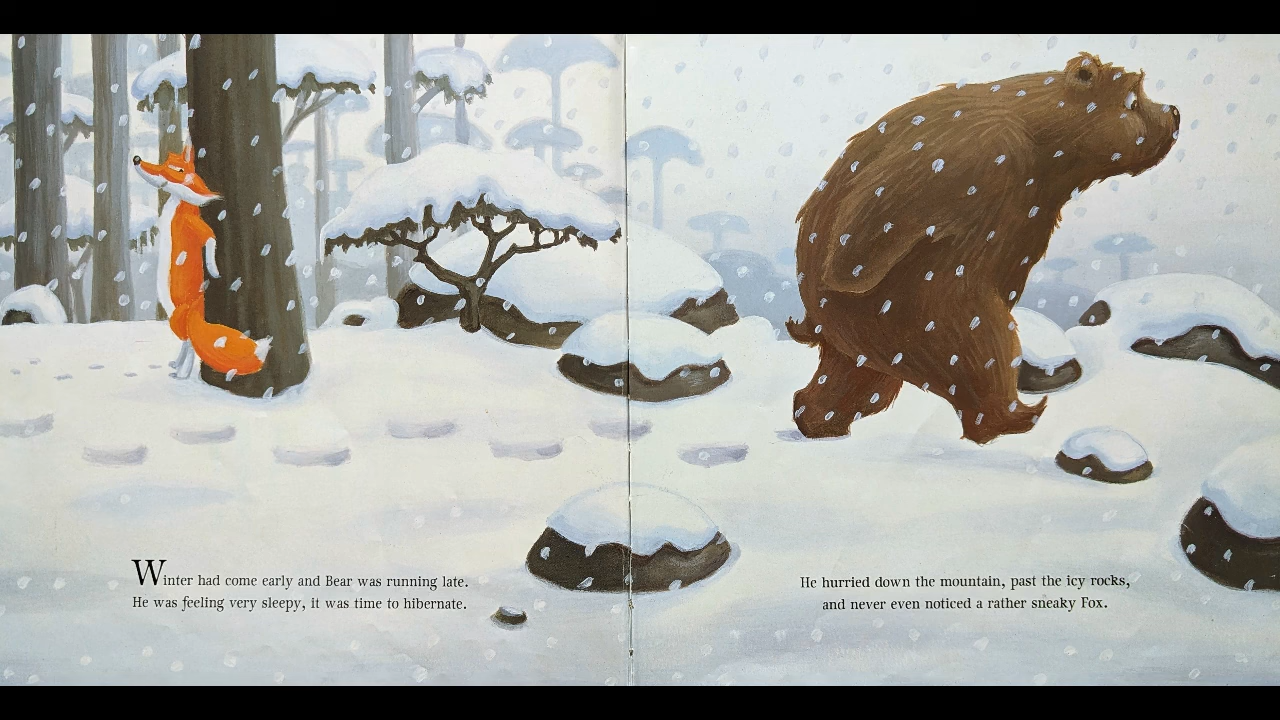 Winter had come early and Bear was running late.
He was feeling very sleepy, it was time to hibernate.
He hurried down the mountain, past the icy rocks,
and never even noticed a rather sneaky Fox.